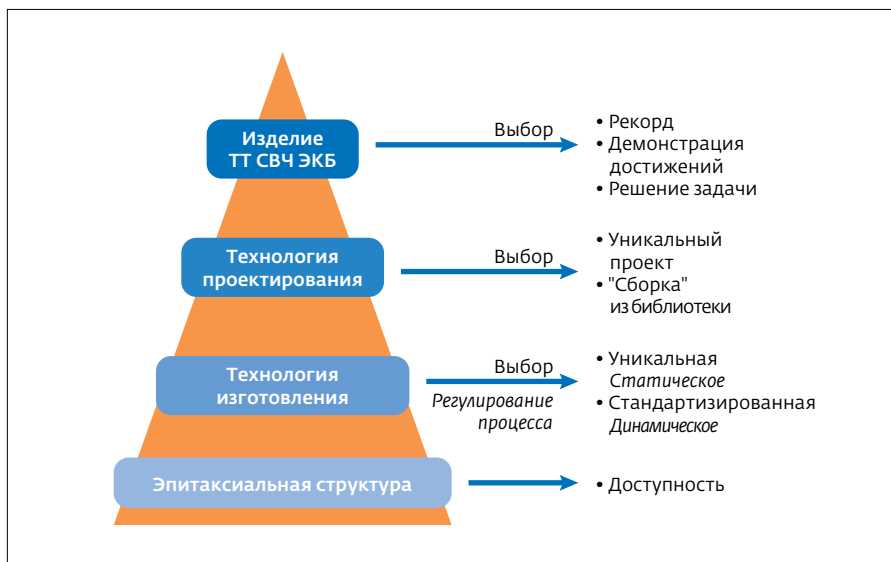 Изделие
ТТ СВЧ ЭКБ
Выбор
• Рекорд
• Демонстрация
достижений
• Решение задачи
Технология
проектирования
Выбор
• Уникальный
проект
• "Сборка"
из библиотеки
Технология
изготовления
Выбор
Регулирование
процесса
• Уникальная
Статическое
• Стандартизированная
Динамическое
Эпитаксиальная структура
• Доступность